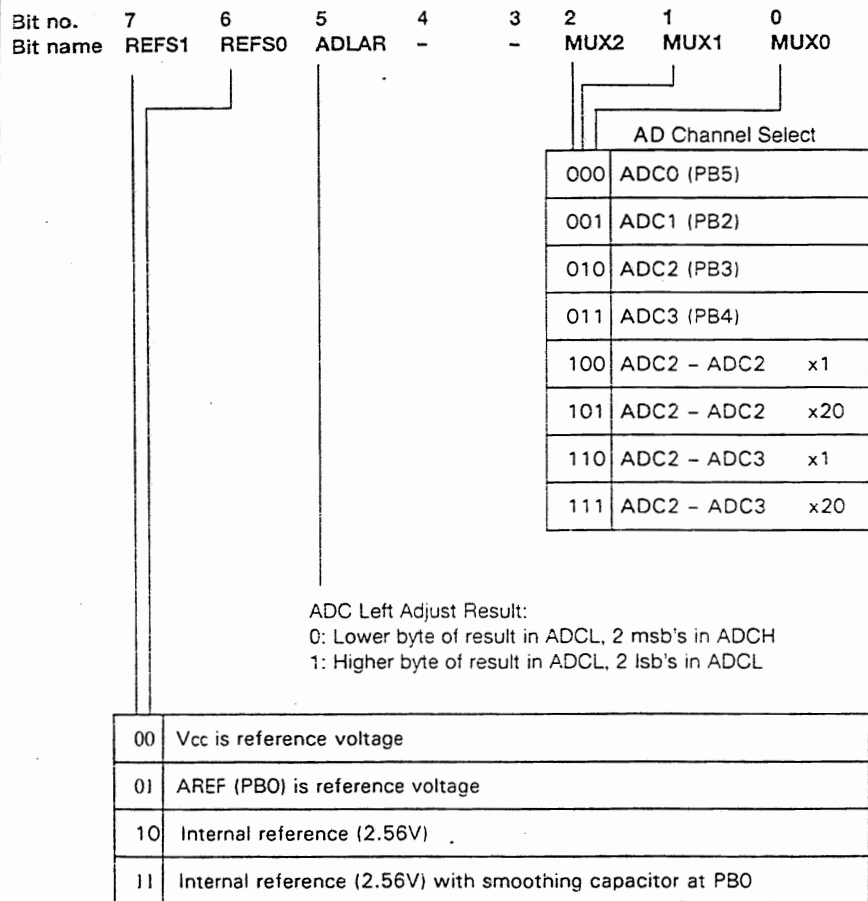 Bit no. 7 6 5 4 3 2 1 0
Bit name REFS1 REFS0 ADLAR - - MUX2 MUX1 MUX0
AD Channel Select
000 ADC0 (PB5)
001 ADC1 (PB2)
010 ADC2 (PB3)
011 ADC3 (PB4)
100 ADC2 – ADC2 x1
101 ADC2 – ADC2 x20
110 ADC2 – ADC3 x1
111 ADC2 – ADC3 x20
ADC Left Adjust Result:
0: Lower byte of result in ADCL, 2 msb's in ADCH
1: Higher byte of result in ADCL, 2 lsb's in ADCL
00 Vcc is reference voltage
01 AREF (PB0) is reference voltage
10 Internal reference (2.56V)
11 Internal reference (2.56V) with smoothing capacitor at PB0